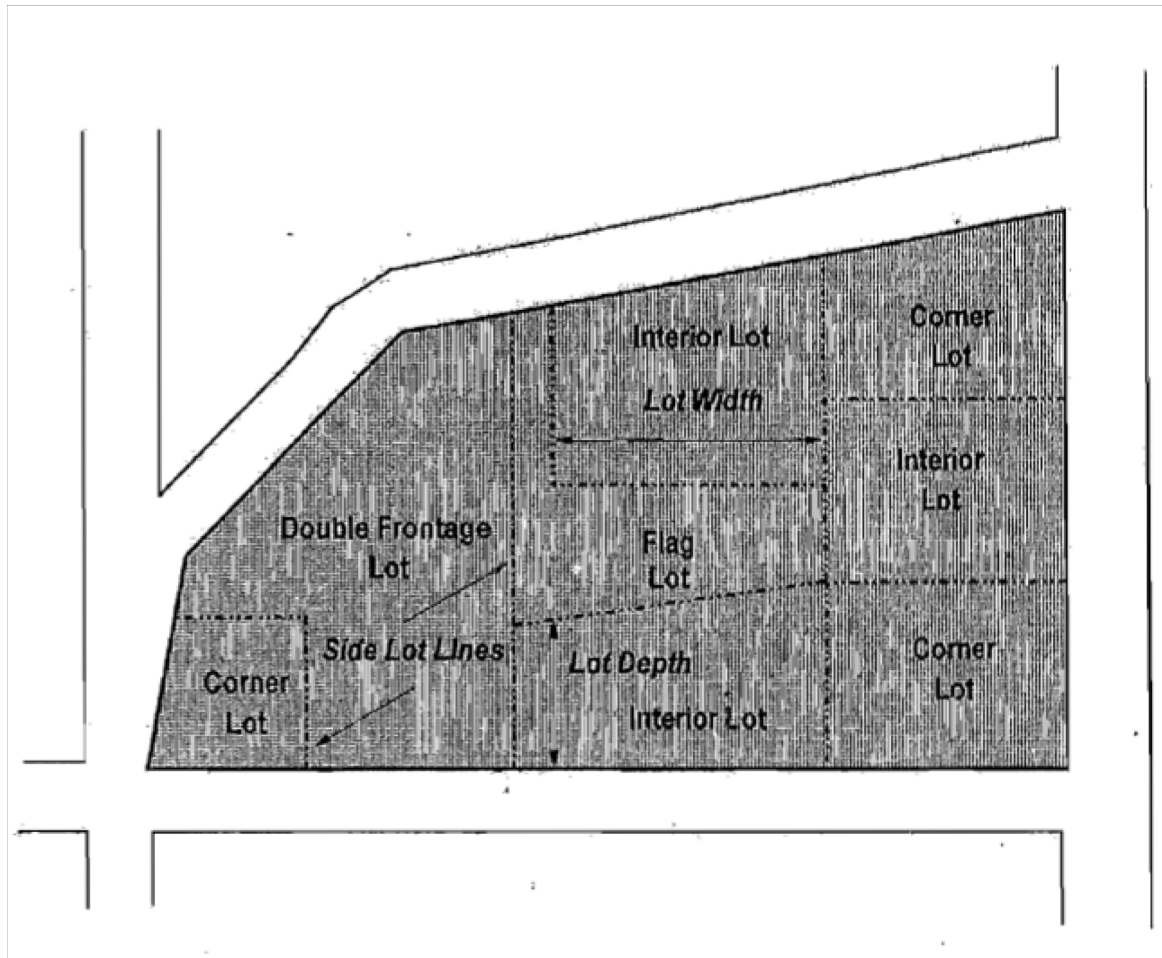 Interior Lot
Corner
Lot
Lot Width
Interior
Lot
Double Frontage
Lot
Flag
Lot
Side Lot LInes
Lot Depth
Corner
Lot
Corner
Lot
Interior Lot